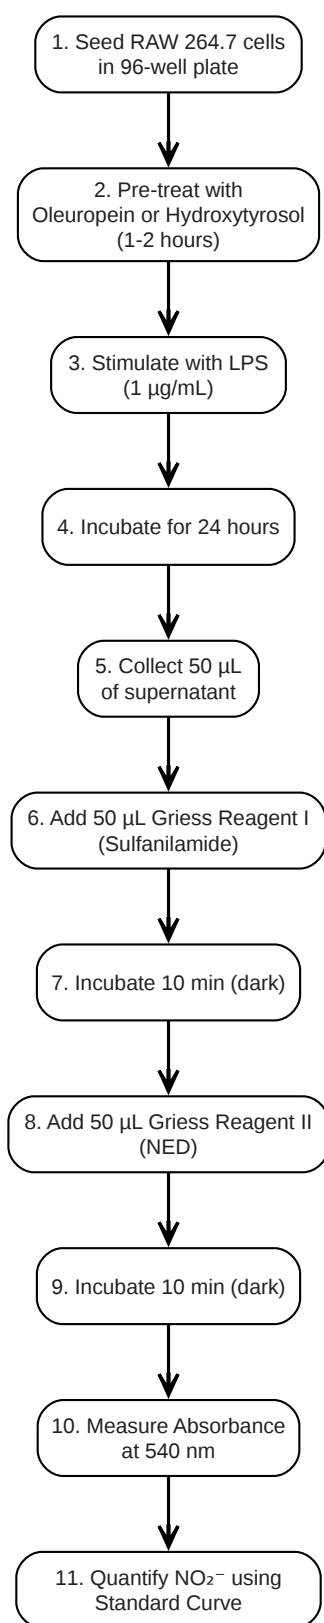 1. Seed RAW 264.7 cells
in 96-well plate
2. Pre-treat with
Oleuropein or Hydroxytyrosol
(1-2 hours)
3. Stimulate with LPS
(1 µg/mL)
4. Incubate for 24 hours
5. Collect 50 µL
of supernatant
6. Add 50 µL Griess Reagent I
(Sulfanilamide)
7. Incubate 10 min (dark)
8. Add 50 µL Griess Reagent II
(NED)
9. Incubate 10 min (dark)
10. Measure Absorbance
at 540 nm
11. Quantify NO₂⁻ using
Standard Curve